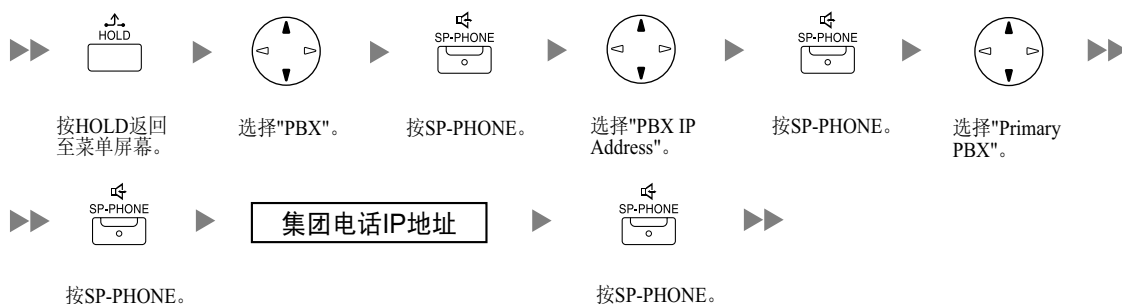 HOLD
SP-PHONE
SP-PHONE
按HOLD返回
至菜单屏幕。
选择"PBX"。
按SP-PHONE。
选择"PBX IP
Address"。
按SP-PHONE。
选择"Primary
PBX"。
SP-PHONE
集团电话IP地址
SP-PHONE
按SP-PHONE。
按SP-PHONE。